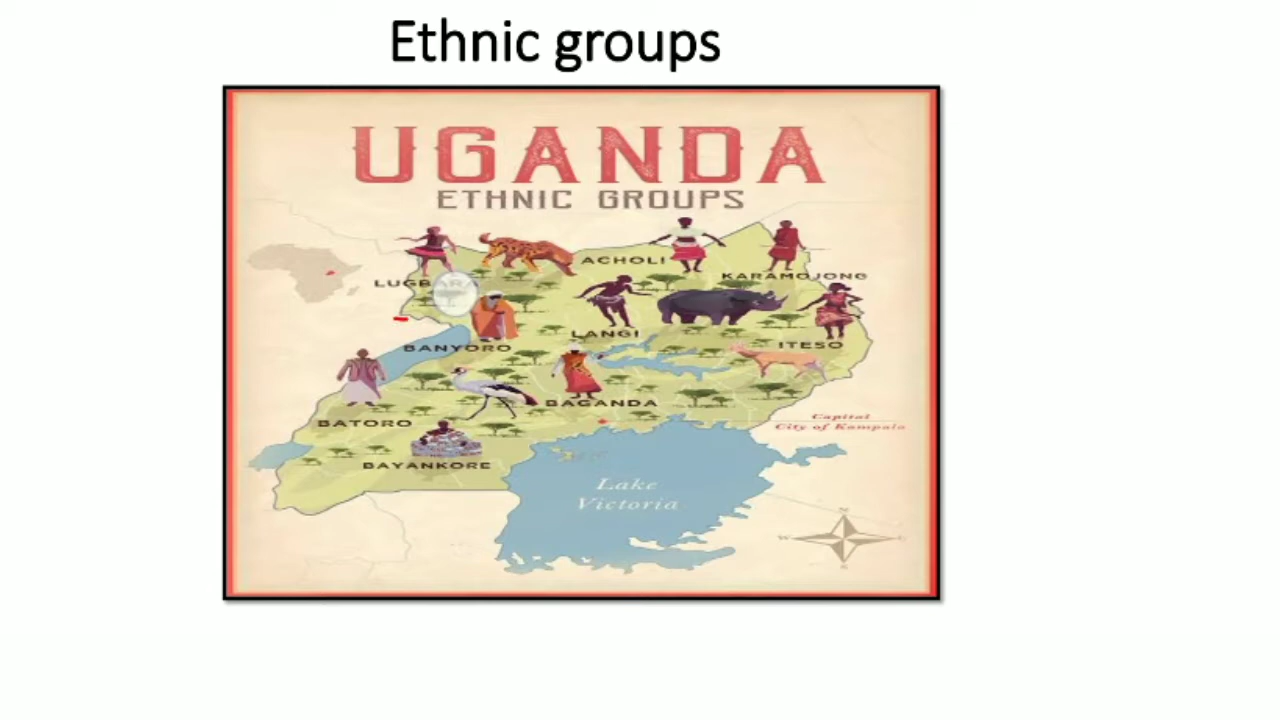 Ethnic groups
UGANDA
ETHNIC GROUPS
ACHOLI
KARAMOJONG
LUGBARA
LANGI
ITESO
BANYORO
BAGANDA
BATORO
Capital
City of Kampala
BAYANKORE
Lake
Victoria
N
W